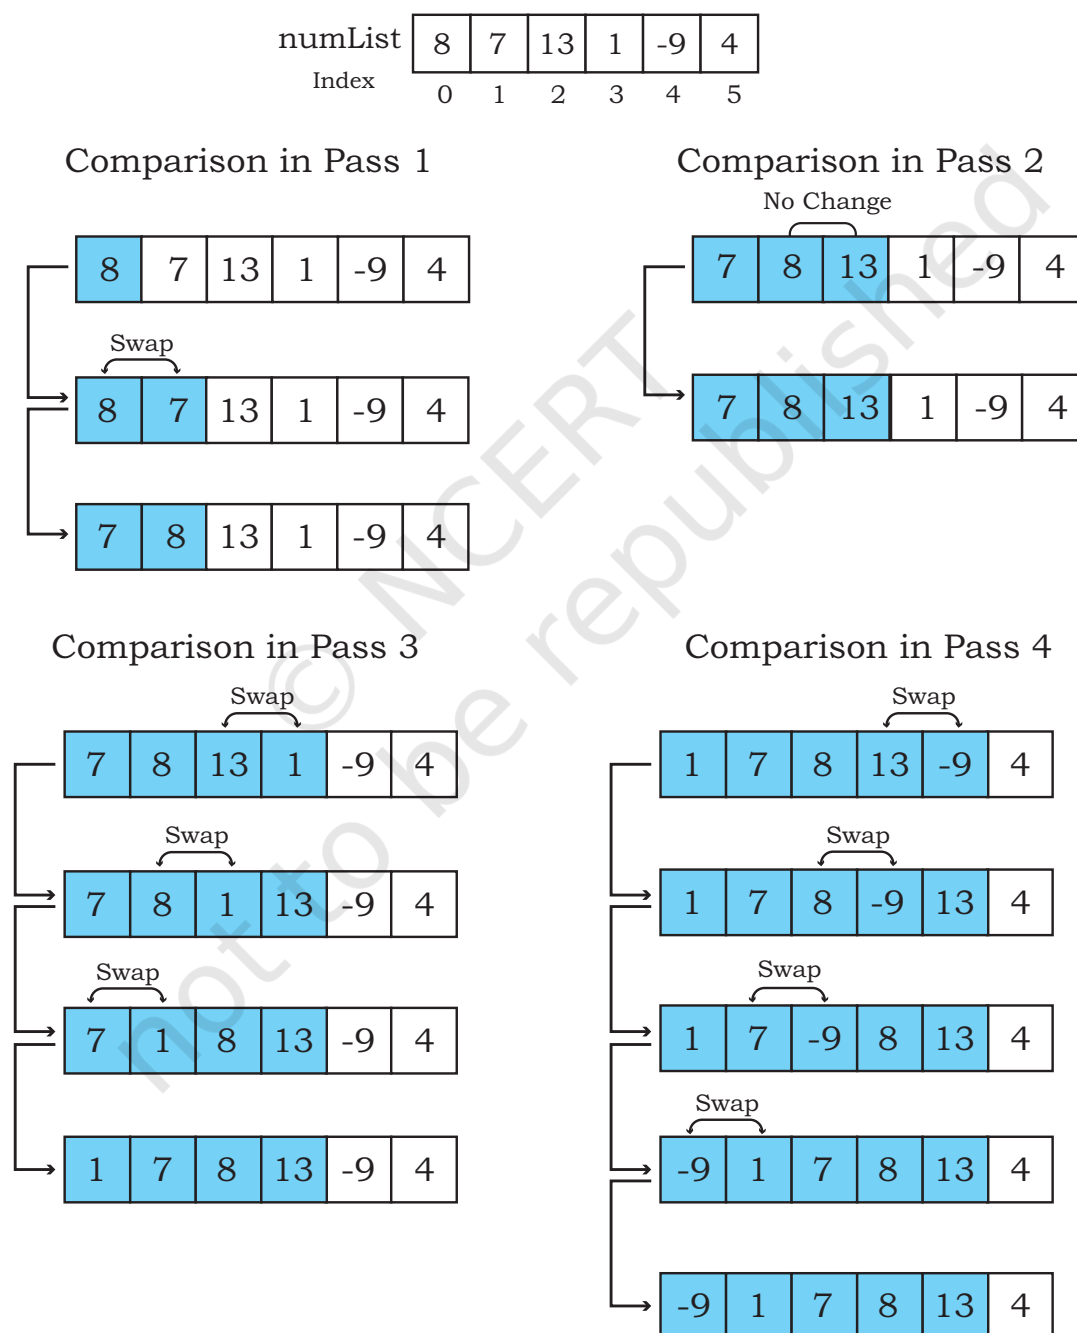 numList 8 7 13 1 -9 4
Index 0 1 2 3 4 5
Comparison in Pass 1
8 7 13 1 -9 4
Swap
8 7 13 1 -9 4
7 8 13 1 -9 4
Comparison in Pass 2
No Change
7 8 13 1 -9 4
7 8 13 1 -9 4
Comparison in Pass 3
Swap
7 8 13 1 -9 4
Swap
7 8 1 13 -9 4
Swap
7 1 8 13 -9 4
1 7 8 13 -9 4
Comparison in Pass 4
Swap
1 7 8 13 -9 4
Swap
1 7 8 -9 13 4
Swap
1 7 -9 8 13 4
Swap
-9 1 7 8 13 4
-9 1 7 8 13 4
© NCERT
not to be republished